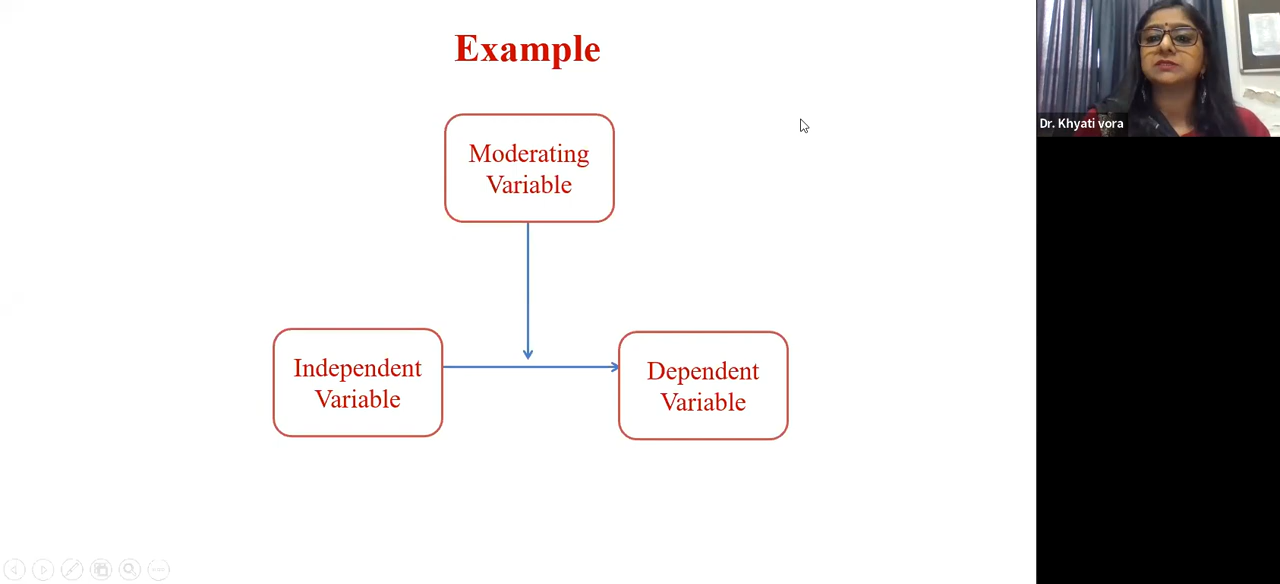 Example
Moderating
Variable
Independent
Variable
Dependent
Variable
Dr. Khyati vora